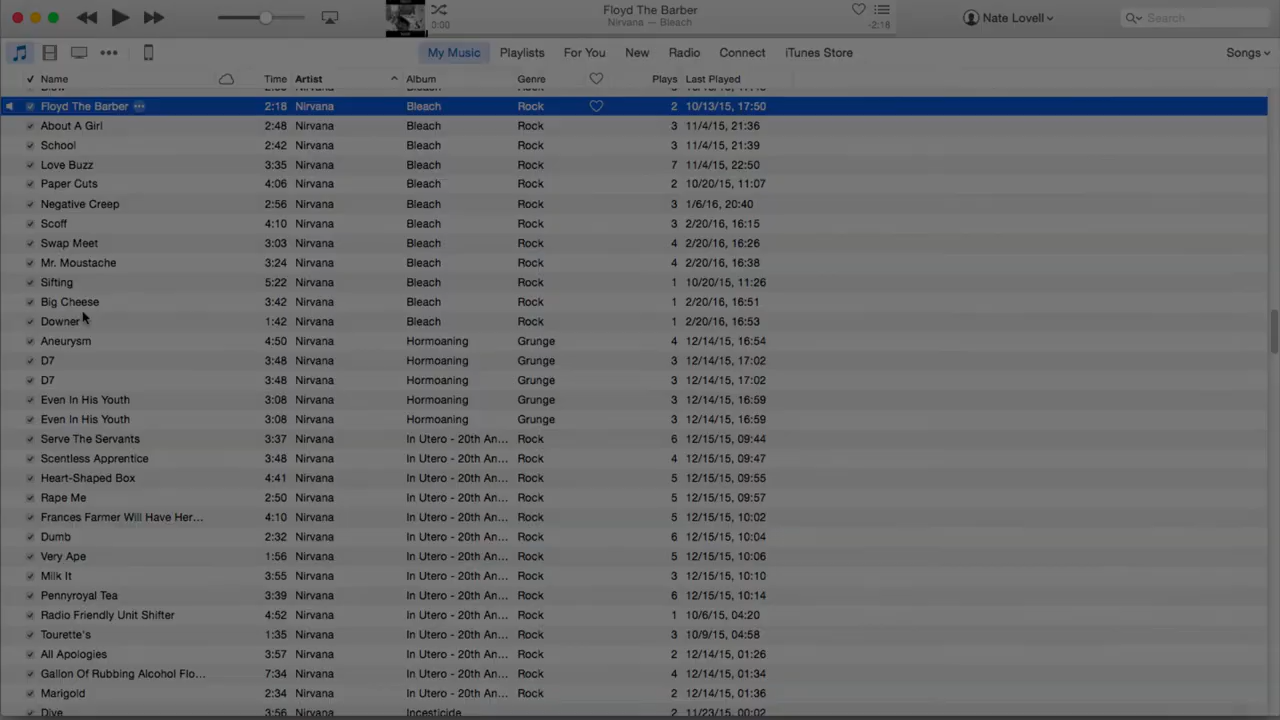 Floyd The Barber
Nirvana — Bleach
0:00
-2:18
Nate Lovell
Search
My Music Playlists For You New Radio Connect iTunes Store
Songs
Name Time Artist Album Genre Plays Last Played
Floyd The Barber 2:18 Nirvana Bleach Rock 2 10/13/15, 17:50
About A Girl 2:48 Nirvana Bleach Rock 3 11/4/15, 21:36
School 2:42 Nirvana Bleach Rock 3 11/4/15, 21:39
Love Buzz 3:35 Nirvana Bleach Rock 7 11/4/15, 22:50
Paper Cuts 4:06 Nirvana Bleach Rock 2 10/20/15, 11:07
Negative Creep 2:56 Nirvana Bleach Rock 3 1/6/16, 20:40
Scoff 4:10 Nirvana Bleach Rock 3 2/20/16, 16:15
Swap Meet 3:03 Nirvana Bleach Rock 4 2/20/16, 16:26
Mr. Moustache 3:24 Nirvana Bleach Rock 4 2/20/16, 16:38
Sifting 5:22 Nirvana Bleach Rock 1 10/20/15, 11:26
Big Cheese 3:42 Nirvana Bleach Rock 1 2/20/16, 16:51
Downer 1:42 Nirvana Bleach Rock 1 2/20/16, 16:53
Aneurysm 4:50 Nirvana Hormoaning Grunge 4 12/14/15, 16:54
D7 3:48 Nirvana Hormoaning Grunge 3 12/14/15, 17:02
D7 3:48 Nirvana Hormoaning Grunge 3 12/14/15, 17:02
Even In His Youth 3:08 Nirvana Hormoaning Grunge 3 12/14/15, 16:59
Even In His Youth 3:08 Nirvana Hormoaning Grunge 3 12/14/15, 16:59
Serve The Servants 3:37 Nirvana In Utero - 20th An... Rock 6 12/15/15, 09:44
Scentless Apprentice 3:48 Nirvana In Utero - 20th An... Rock 4 12/15/15, 09:47
Heart-Shaped Box 4:41 Nirvana In Utero - 20th An... Rock 5 12/15/15, 09:55
Rape Me 2:50 Nirvana In Utero - 20th An... Rock 5 12/15/15, 09:57
Frances Farmer Will Have Her... 4:10 Nirvana In Utero - 20th An... Rock 5 12/15/15, 10:02
Dumb 2:32 Nirvana In Utero - 20th An... Rock 6 12/15/15, 10:04
Very Ape 1:56 Nirvana In Utero - 20th An... Rock 5 12/15/15, 10:06
Milk It 3:55 Nirvana In Utero - 20th An... Rock 3 12/15/15, 10:10
Pennyroyal Tea 3:39 Nirvana In Utero - 20th An... Rock 6 12/15/15, 10:14
Radio Friendly Unit Shifter 4:52 Nirvana In Utero - 20th An... Rock 1 10/6/15, 04:20
Tourette's 1:35 Nirvana In Utero - 20th An... Rock 3 10/9/15, 04:58
All Apologies 3:57 Nirvana In Utero - 20th An... Rock 2 12/14/15, 01:26
Gallon Of Rubbing Alcohol Flo... 7:34 Nirvana In Utero - 20th An... Rock 4 12/14/15, 01:34
Marigold 2:34 Nirvana In Utero - 20th An... Rock 2 12/14/15, 01:36
Dive 3:56 Nirvana Incesticide 2 11/23/15, 00:02